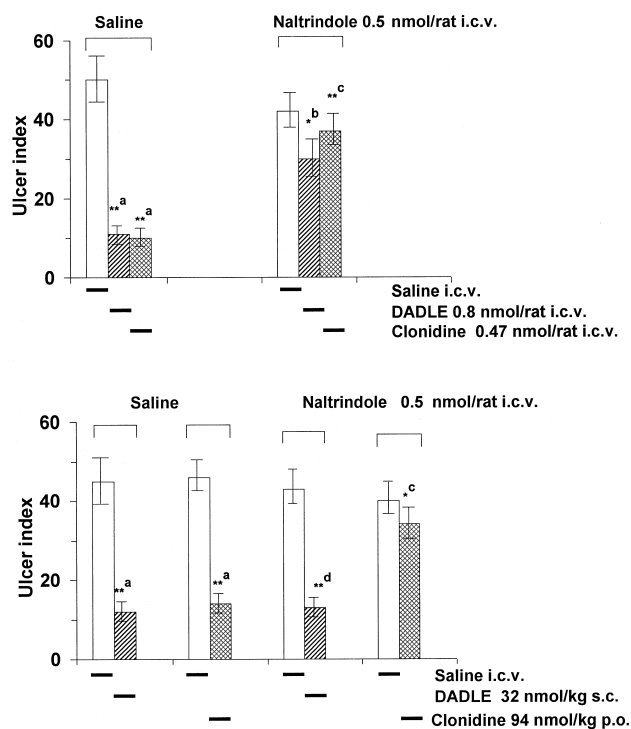 Saline
Naltrindole 0.5 nmol/rat i.c.v.
60
40
20
0
Ulcer index
**a
**a
*b
**c
Saline i.c.v.
DADLE 0.8 nmol/rat i.c.v.
Clonidine 0.47 nmol/rat i.c.v.
Saline
Naltrindole 0.5 nmol/rat i.c.v.
60
40
20
0
Ulcer index
**a
**a
**d
*c
Saline i.c.v.
DADLE 32 nmol/kg s.c.
Clonidine 94 nmol/kg p.o.